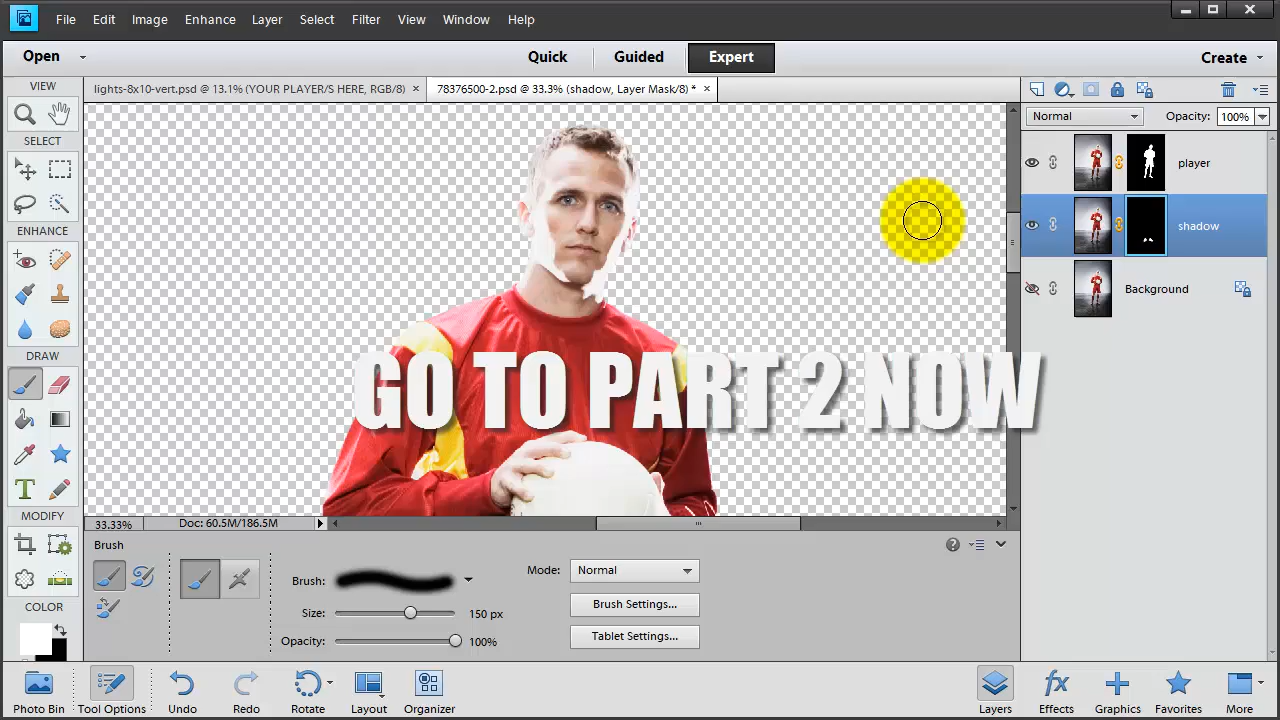 File Edit Image Enhance Layer Select Filter View Window Help
Open Quick Guided Expert Create
VIEW
lights-8x10-vert.psd @ 13.1% (YOUR PLAYER/S HERE, RGB/8) × 78376500-2.psd @ 33.3% (shadow, Layer Mask/8) * ×
Normal Opacity: 100%
SELECT
player
ENHANCE
shadow
Background
DRAW
GO TO PART 2 NOW
T
MODIFY
33.33% Doc: 60.5M/186.5M
Brush
Brush: Mode: Normal
Size: 150 px Brush Settings...
Opacity: 100% Tablet Settings...
COLOR
Photo Bin Tool Options Undo Redo Rotate Layout Organizer Layers fx Effects Graphics Favorites More